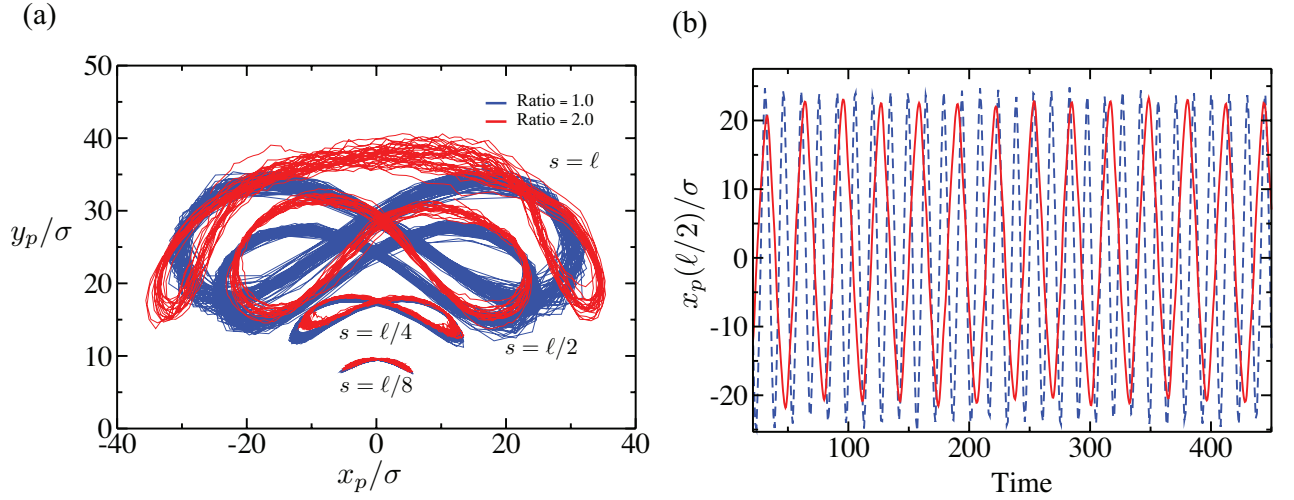 (a)
50
40
30
20
10
0
-40
-20
0
20
40
y_p/σ
x_p/σ
Ratio = 1.0
Ratio = 2.0
s = ℓ
s = ℓ/4
s = ℓ/2
s = ℓ/8
(b)
20
10
0
-10
-20
100
200
300
400
x_p(ℓ/2)/σ
Time